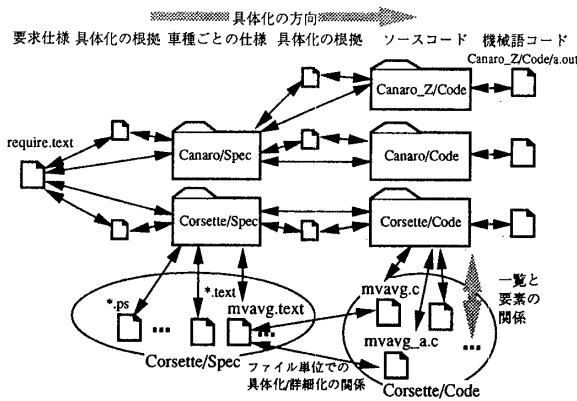 具体化の方向
要求仕様 具体化の根拠 車種ごとの仕様 具体化の根拠 ソースコード 機械語コード
Canaro_Z/Code/a.out
Canaro_Z/Code
require.text
Canaro/Spec
Canaro/Code
Corsette/Spec
Corsette/Code
一覧と
要素の
関係
*.ps
*.text
mvavg.text
mvavg.c
...
...
...
mvavg_a.c
...
Corsette/Spec
ファイル単位での
具体化/詳細化の関係
Corsette/Code